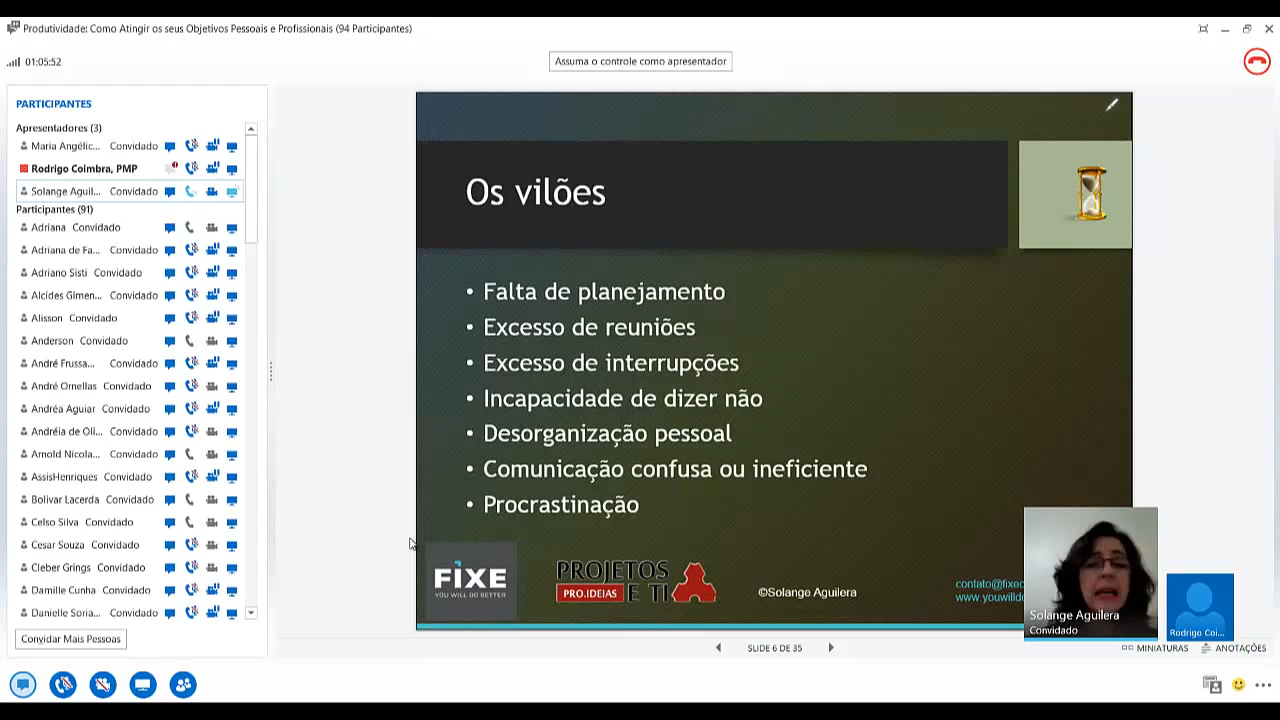 Produtividade: Como Atingir os seus Objetivos Pessoais e Profissionais (94 Participantes)
01:05:52
Assuma o controle como apresentador
PARTICIPANTES
Apresentadores (3)
Maria Angélic... Convidado
Rodrigo Coimbra, PMP
Solange Aguil... Convidado
Participantes (91)
Adriana Convidado
Adriana de Fa... Convidado
Adriano Sisti Convidado
Alcides Gimen... Convidado
Alisson Convidado
Anderson Convidado
André Frussa... Convidado
André Ornellas Convidado
Andréa Aguiar Convidado
Andréia de Oli... Convidado
Arnold Nicola... Convidado
AssisHenriques Convidado
Bolivar Lacerda Convidado
Celso Silva Convidado
Cesar Souza Convidado
Cleber Grings Convidado
Damille Cunha Convidado
Danielle Soria... Convidado
Convidar Mais Pessoas
Os vilões
• Falta de planejamento
• Excesso de reuniões
• Excesso de interrupções
• Incapacidade de dizer não
• Desorganização pessoal
• Comunicação confusa ou ineficiente
• Procrastinação
FIXE
YOU WILL DO BETTER
PROJETOS
E TI
PRO.IDEIAS
©Solange Aguilera
contato@fixec
www.youwilldo
Solange Aguilera
Convidado
Rodrigo Coi...
SLIDE 6 DE 35
MINIATURAS
ANOTAÇÕES